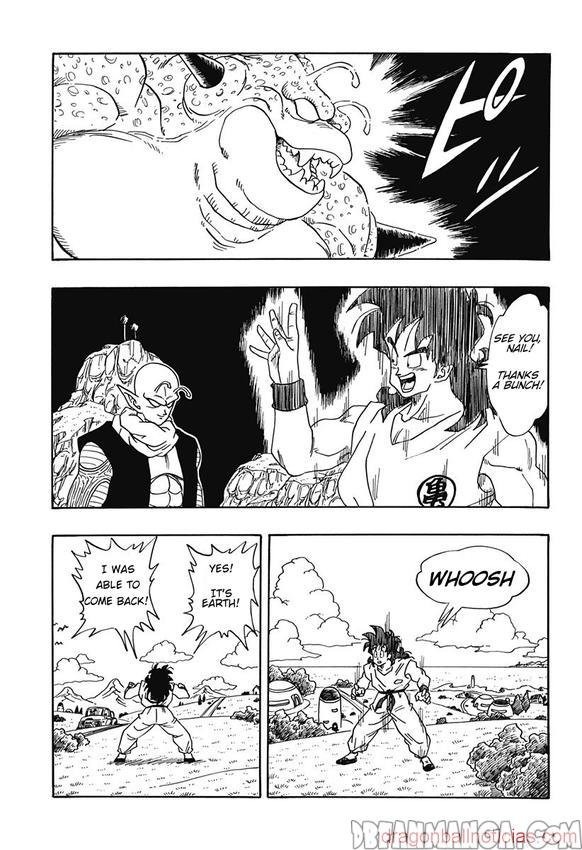 ピッ
SEE YOU,
NAIL!
THANKS
A BUNCH!
WHOOSH
YES!
IT'S
EARTH!
I WAS
ABLE TO
COME BACK!
DBFANMANGA.COM
dragonballnoticias.com